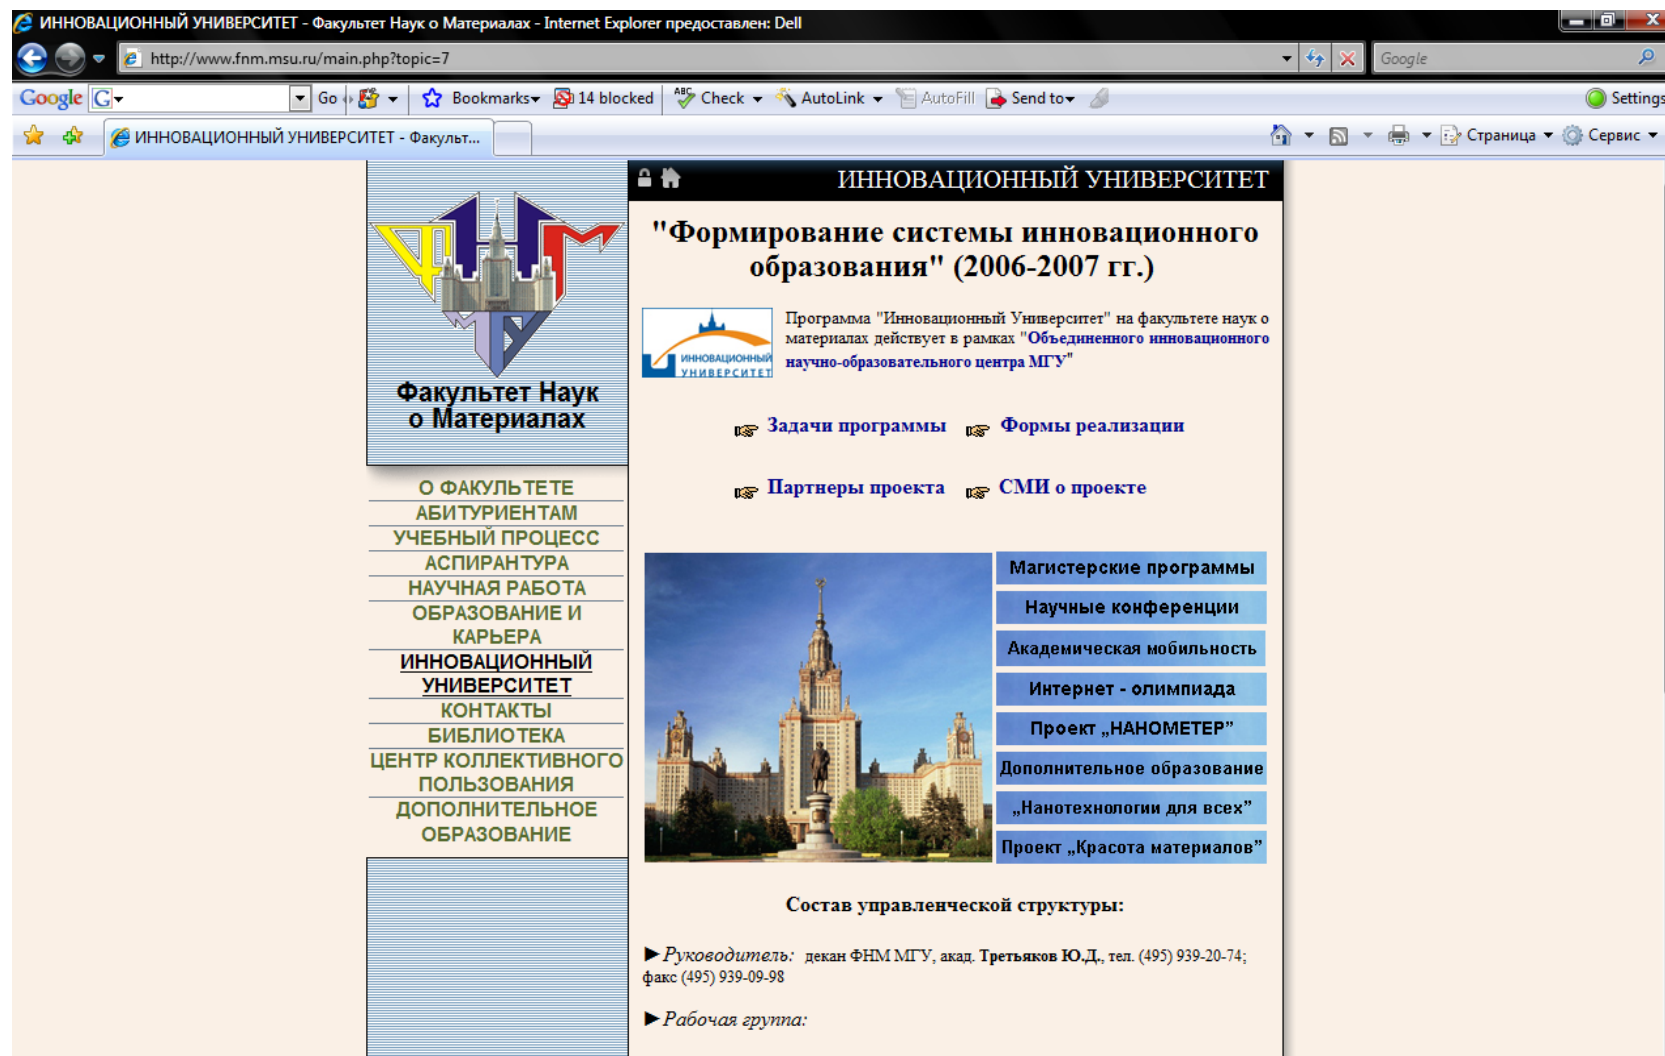 ИННОВАЦИОННЫЙ УНИВЕРСИТЕТ - Факультет Наук о Материалах - Internet Explorer предоставлен: Dell
http://www.fnm.msu.ru/main.php?topic=7
Google
Google G Go Bookmarks 14 blocked ABC Check AutoLink AutoFill Send to Settings
ИННОВАЦИОННЫЙ УНИВЕРСИТЕТ - Факульт...
Страница Сервис
ФНМ
МГУ
Факультет Наук
о Материалах
О ФАКУЛЬТЕТЕ
АБИТУРИЕНТАМ
УЧЕБНЫЙ ПРОЦЕСС
АСПИРАНТУРА
НАУЧНАЯ РАБОТА
ОБРАЗОВАНИЕ И
КАРЬЕРА
ИННОВАЦИОННЫЙ
УНИВЕРСИТЕТ
КОНТАКТЫ
БИБЛИОТЕКА
ЦЕНТР КОЛЛЕКТИВНОГО
ПОЛЬЗОВАНИЯ
ДОПОЛНИТЕЛЬНОЕ
ОБРАЗОВАНИЕ
ИННОВАЦИОННЫЙ УНИВЕРСИТЕТ
"Формирование системы инновационного
образования" (2006-2007 гг.)
ИННОВАЦИОННЫЙ
УНИВЕРСИТЕТ
Программа "Инновационный Университет" на факультете наук о
материалах действует в рамках "Объединенного инновационного
научно-образовательного центра МГУ"
Задачи программы Формы реализации
Партнеры проекта СМИ о проекте
Магистерские программы
Научные конференции
Академическая мобильность
Интернет - олимпиада
Проект „НАНОМЕТЕР”
Дополнительное образование
„Нанотехнологии для всех”
Проект „Красота материалов”
Состав управленческой структуры:
►Руководитель: декан ФНМ МГУ, акад. Третьяков Ю.Д., тел. (495) 939-20-74;
факс (495) 939-09-98
►Рабочая группа: